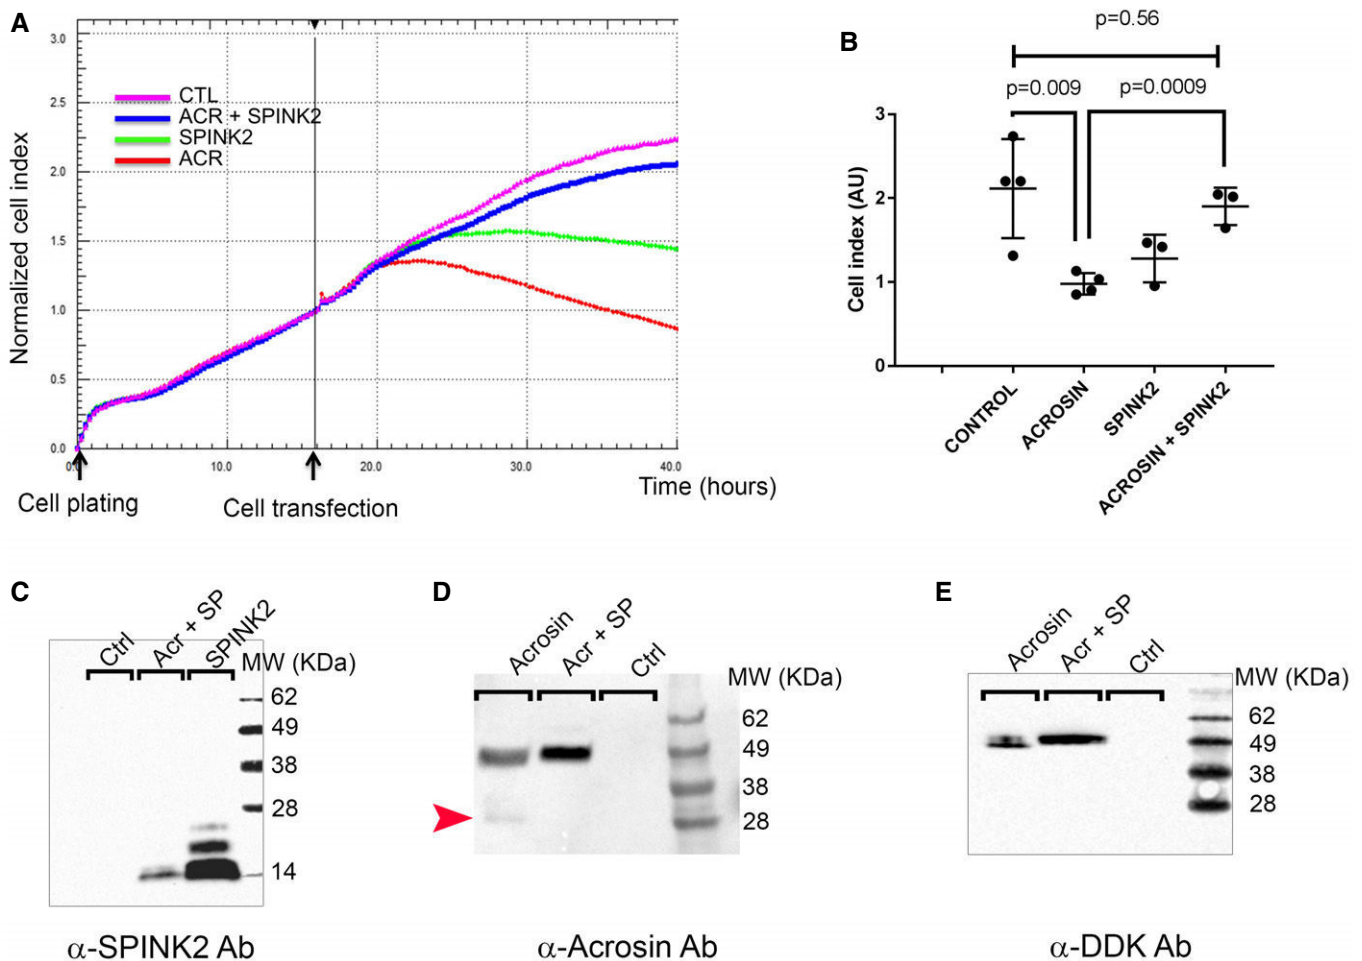 A
3.0
2.5
2.0
1.5
1.0
0.5
0.0
Normalized cell index
CTL
ACR + SPINK2
SPINK2
ACR
10.0
20.0
30.0
40.0
Time (hours)
Cell plating
Cell transfection
B
p=0.56
p=0.009
p=0.0009
3
2
1
0
Cell index (AU)
CONTROL
ACROSIN
SPINK2
ACROSIN + SPINK2
C
Ctrl
Acr + SP
SPINK2
MW (KDa)
62
49
38
28
14
α-SPINK2 Ab
D
Acrosin
Acr + SP
Ctrl
MW (KDa)
62
49
38
28
α-Acrosin Ab
E
Acrosin
Acr + SP
Ctrl
MW (KDa)
62
49
38
28
α-DDK Ab